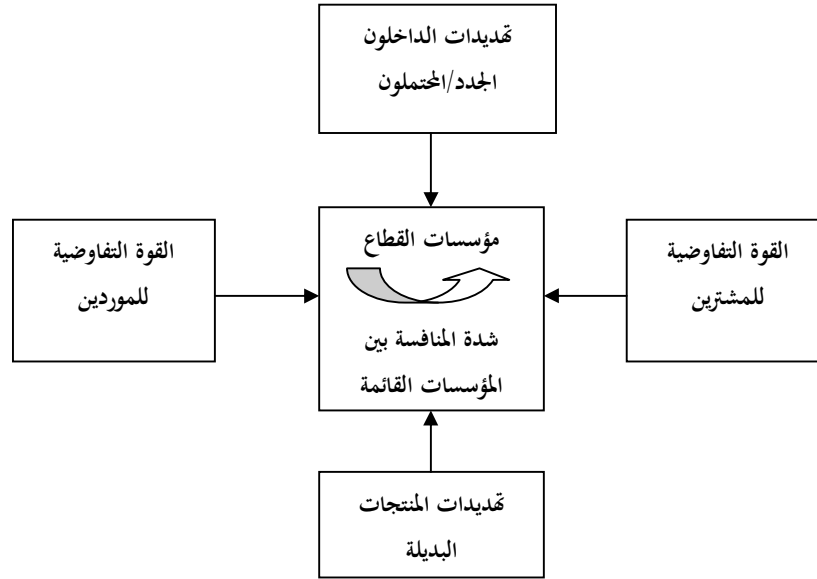 تهديدات الداخلون
الجدد/المحتملون
القوة التفاوضية
للمشترين
مؤسسات القطاع
شدة المنافسة بين
المؤسسات القائمة
القوة التفاوضية
للموردين
تهديدات المنتجات
البديلة